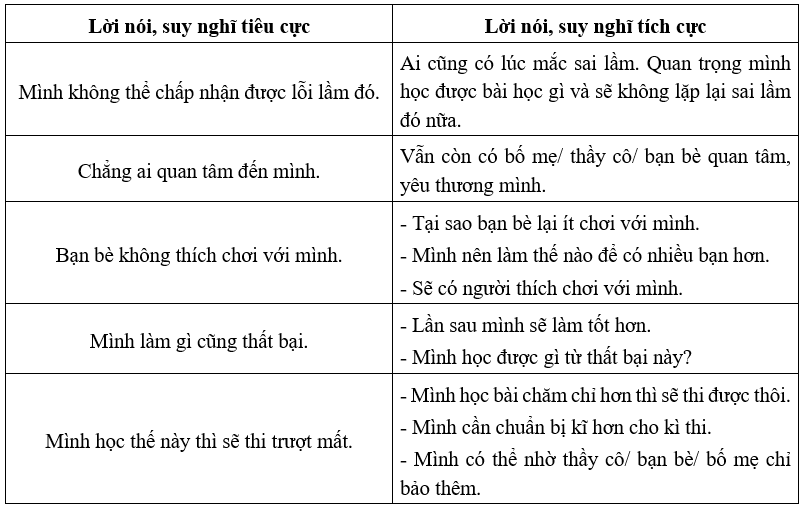 Lời nói, suy nghĩ tiêu cực
Lời nói, suy nghĩ tích cực
Mình không thể chấp nhận được lỗi lầm đó.
Ai cũng có lúc mắc sai lầm. Quan trọng mình
học được bài học gì và sẽ không lặp lại sai lầm
đó nữa.
Chẳng ai quan tâm đến mình.
Vẫn còn có bố mẹ/ thầy cô/ bạn bè quan tâm,
yêu thương mình.
Bạn bè không thích chơi với mình.
- Tại sao bạn bè lại ít chơi với mình.
- Mình nên làm thế nào để có nhiều bạn hơn.
- Sẽ có người thích chơi với mình.
Mình làm gì cũng thất bại.
- Lần sau mình sẽ làm tốt hơn.
- Mình học được gì từ thất bại này?
Mình học thế này thì sẽ thi trượt mất.
- Mình học bài chăm chỉ hơn thì sẽ thi được thôi.
- Mình cần chuẩn bị kĩ hơn cho kì thi.
- Mình có thể nhờ thầy cô/ bạn bè/ bố mẹ chỉ
bảo thêm.